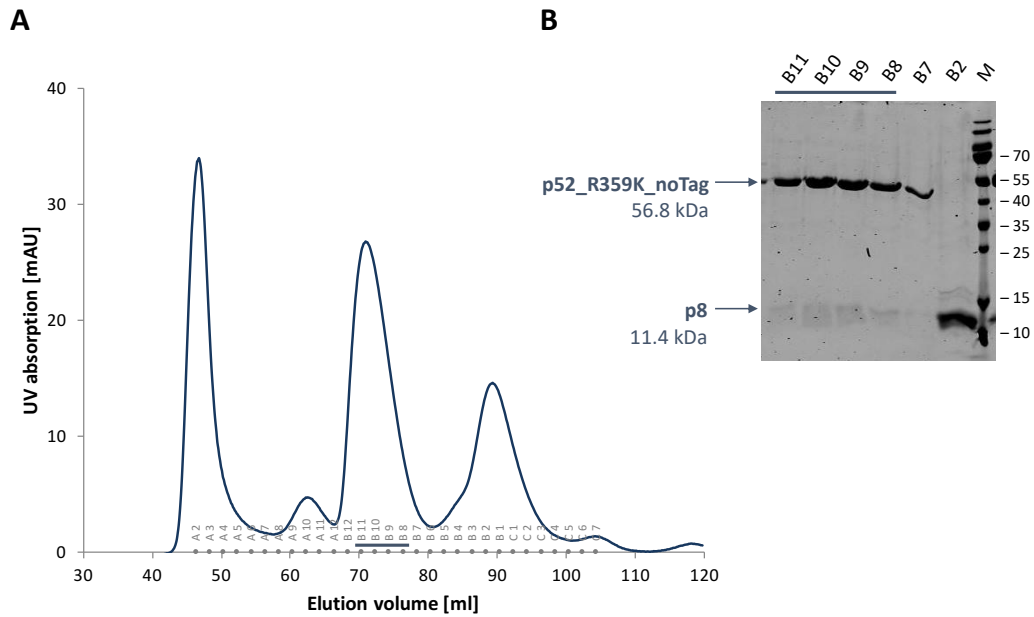 A
B
40
30
20
10
0
UV absorption [mAU]
A2
A3
A4
A5
A6
A7
A8
A9
A10
A11
A12
B12
B11
B10
B9
B8
B7
B6
B5
B4
B3
B2
B1
C1
C2
C3
C4
C5
C6
C7
30
40
50
60
70
80
90
100
110
120
Elution volume [ml]
B11
B10
B9
B8
B7
B2
M
p52_R359K_noTag
56.8 kDa
p8
11.4 kDa
70
55
40
35
25
15
10